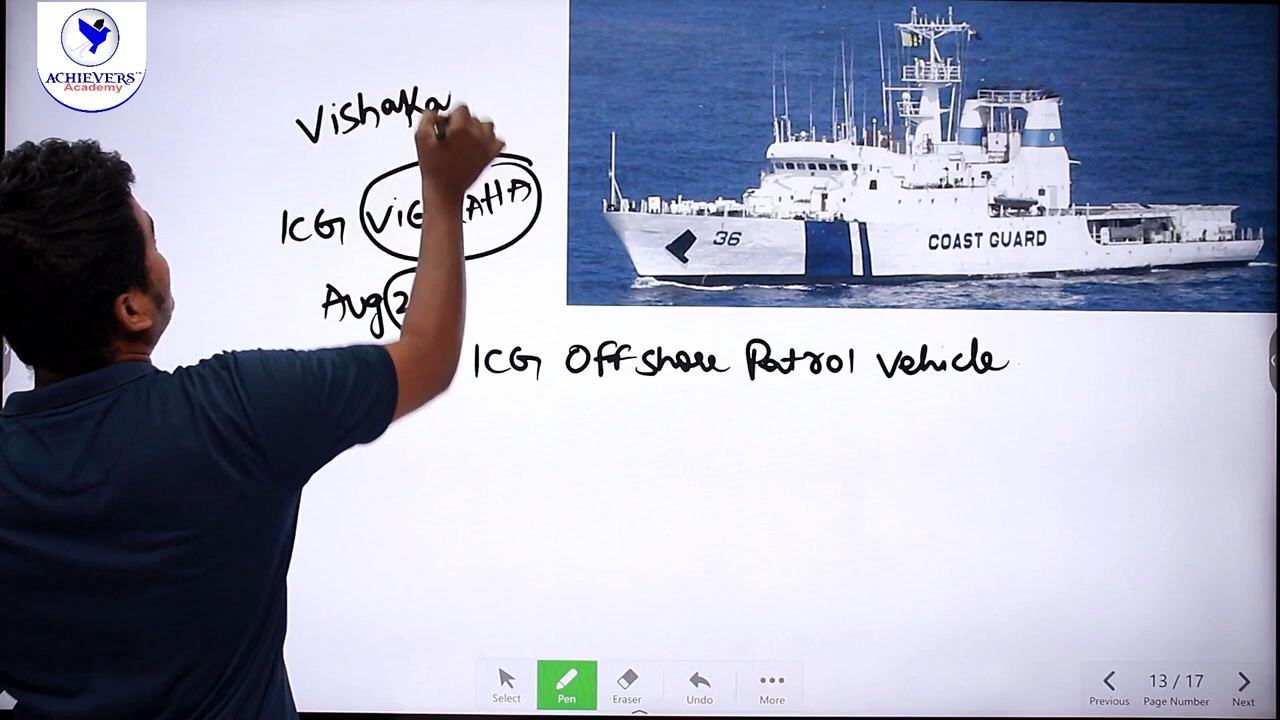 ACHIEVERS
Academy
Vishaka
ICG
Aug 2
36
COAST GUARD
ICG Offshore Patrol Vehicle
Select
Pen
Eraser
Undo
More
Previous
13 / 17
Page Number
Next